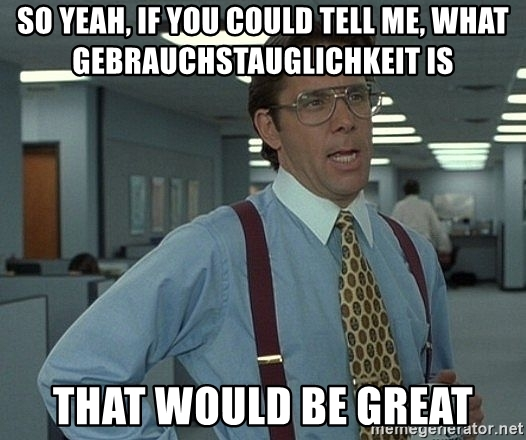 SO YEAH, IF YOU COULD TELL ME, WHAT
GEBRAUCHSTAUGLICHKEIT IS
THAT WOULD BE GREAT
memegenerator.net